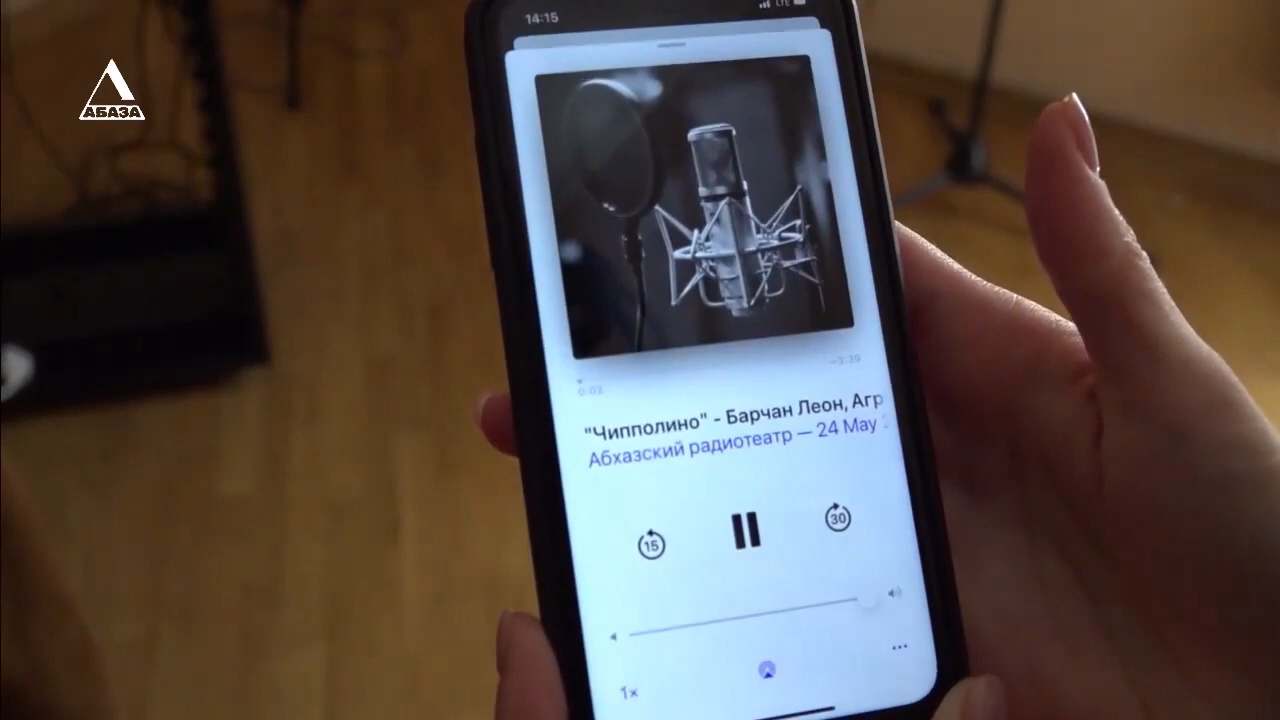 14:15
LTE
АБАЗА
0:02
-3:39
"Чипполино" - Барчан Леон, Агр
Абхазский радиотеатр — 24 May
15
30
1×